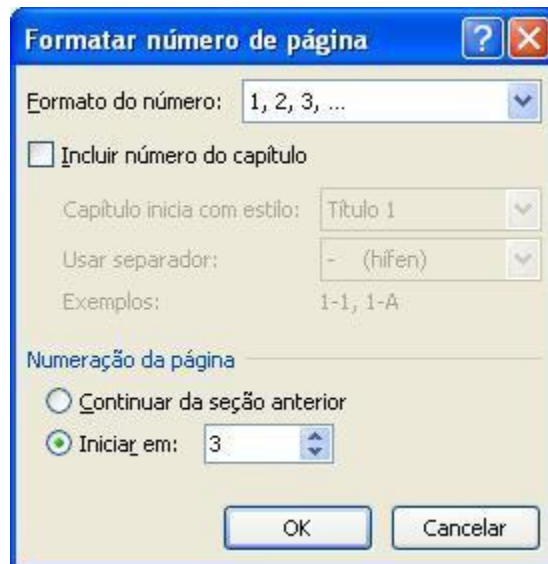 Formatar número de página
Formato do número: 1, 2, 3, ...
Incluir número do capítulo
Capítulo inicia com estilo: Título 1
Usar separador: - (hífen)
Exemplos: 1-1, 1-A
Numeração da página
Continuar da seção anterior
Iniciar em: 3
OK Cancelar